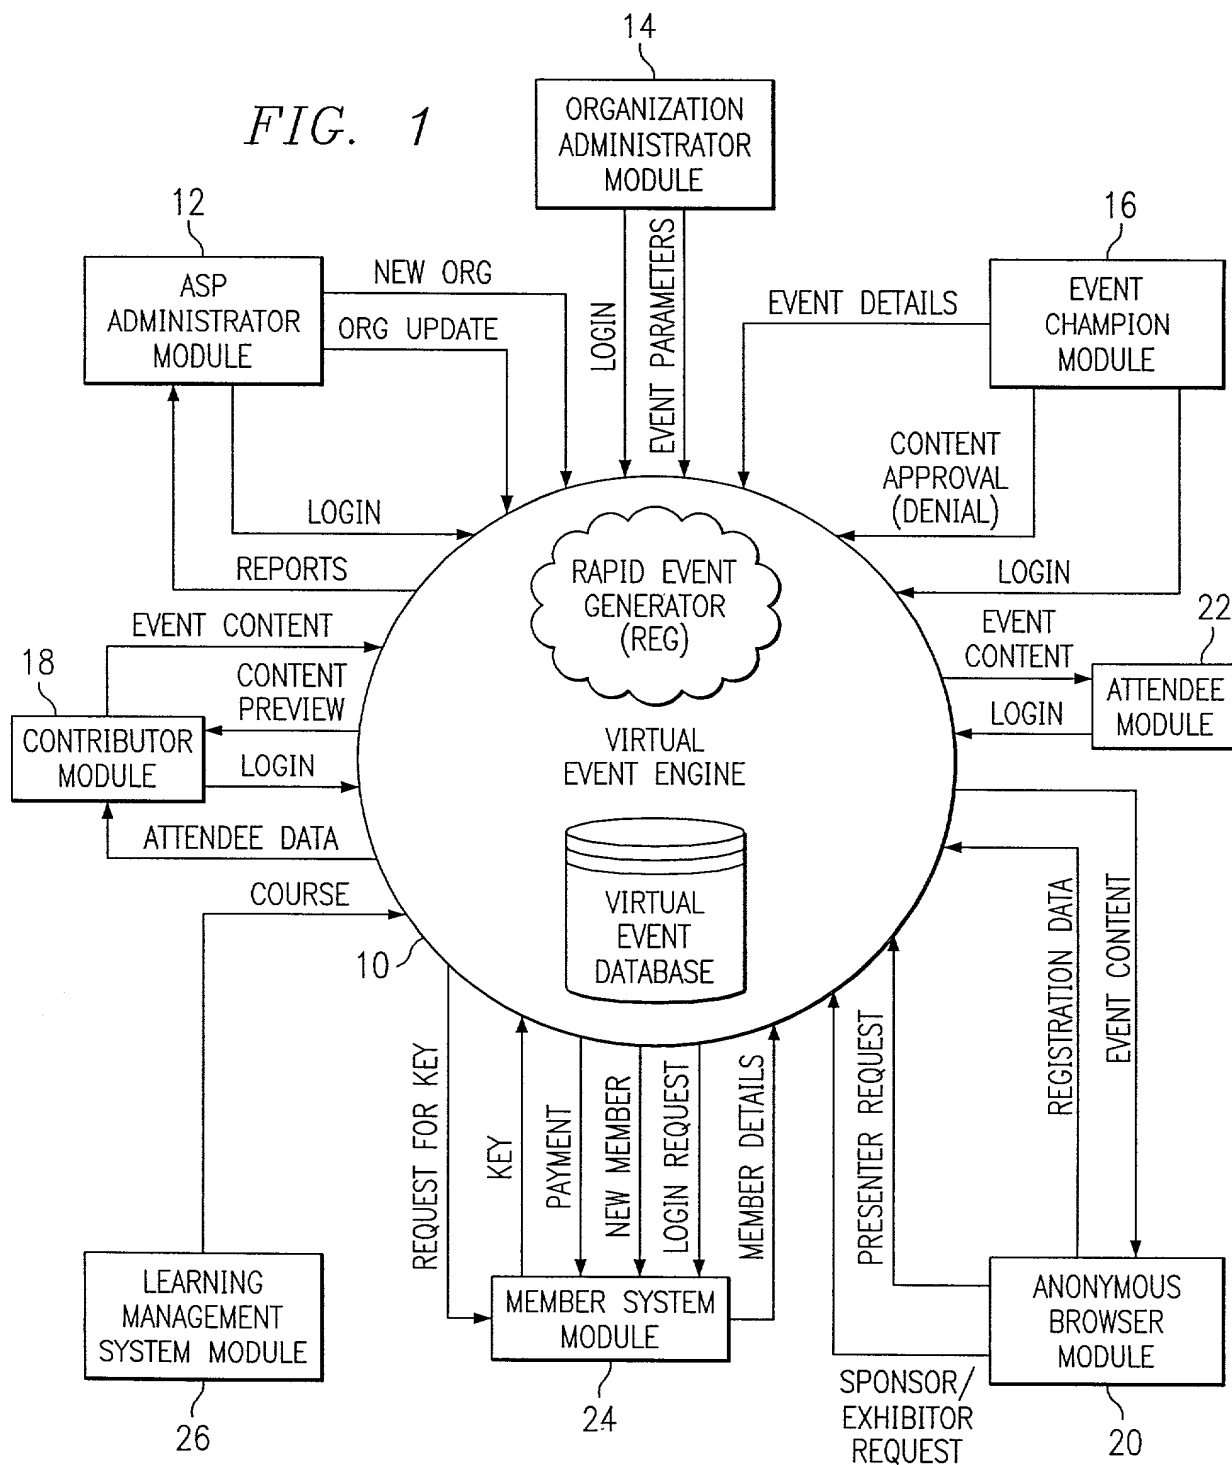 14
FIG. 1
ORGANIZATION
ADMINISTRATOR
MODULE
12
16
ASP
ADMINISTRATOR
MODULE
NEW ORG
ORG UPDATE
LOGIN
EVENT PARAMETERS
EVENT DETAILS
EVENT
CHAMPION
MODULE
CONTENT
APPROVAL
(DENIAL)
LOGIN
LOGIN
REPORTS
RAPID EVENT
GENERATOR
(REG)
EVENT
CONTENT
22
ATTENDEE
MODULE
LOGIN
EVENT CONTENT
18
CONTENT
PREVIEW
CONTRIBUTOR
MODULE
LOGIN
ATTENDEE DATA
VIRTUAL
EVENT ENGINE
COURSE
10
VIRTUAL
EVENT
DATABASE
REQUEST FOR KEY
KEY
PAYMENT
NEW MEMBER
LOGIN REQUEST
MEMBER DETAILS
PRESENTER REQUEST
REGISTRATION DATA
EVENT CONTENT
LEARNING
MANAGEMENT
SYSTEM MODULE
26
MEMBER SYSTEM
MODULE
24
ANONYMOUS
BROWSER
MODULE
20
SPONSOR/
EXHIBITOR
REQUEST